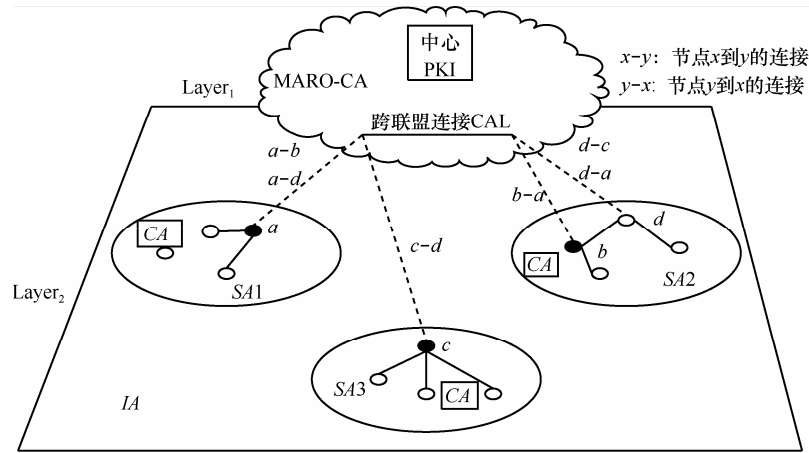 中心
PKI
x-y：节点x到y的连接
y-x：节点y到x的连接
MARO-CA
Layer₁
跨联盟连接CAL
a-b
a-d
d-c
d-a
b-a
c-d
CA
a
SA1
CA
b
d
SA2
Layer₂
c
SA3
CA
IA